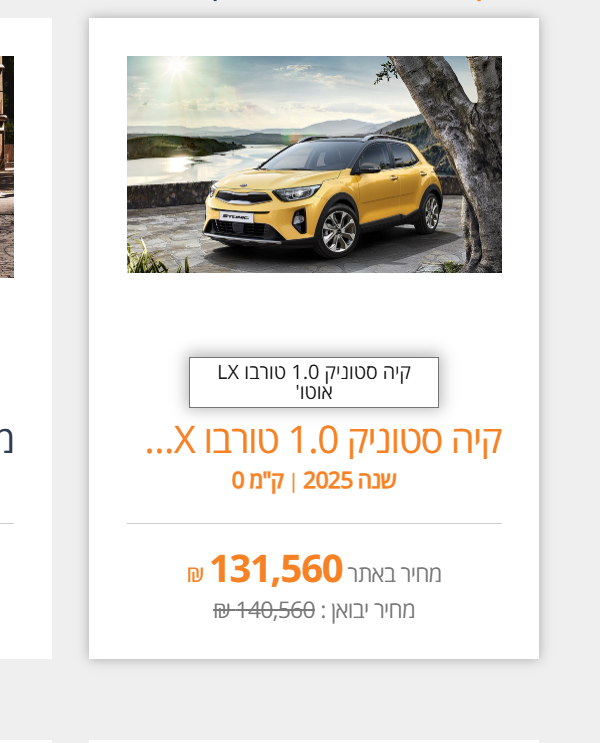 STONIC
קיה סטוניק 1.0 טורבו LX
אוטו'
קיה סטוניק 1.0 טורבו X...
שנה 2025 | ק"מ 0
מחיר באתר 131,560 ₪
מחיר יבואן : 140,560 ₪